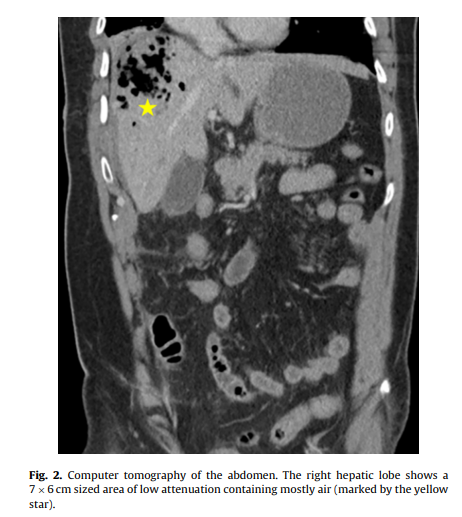 Fig. 2. Computer tomography of the abdomen. The right hepatic lobe shows a
7 × 6 cm sized area of low attenuation containing mostly air (marked by the yellow
star).